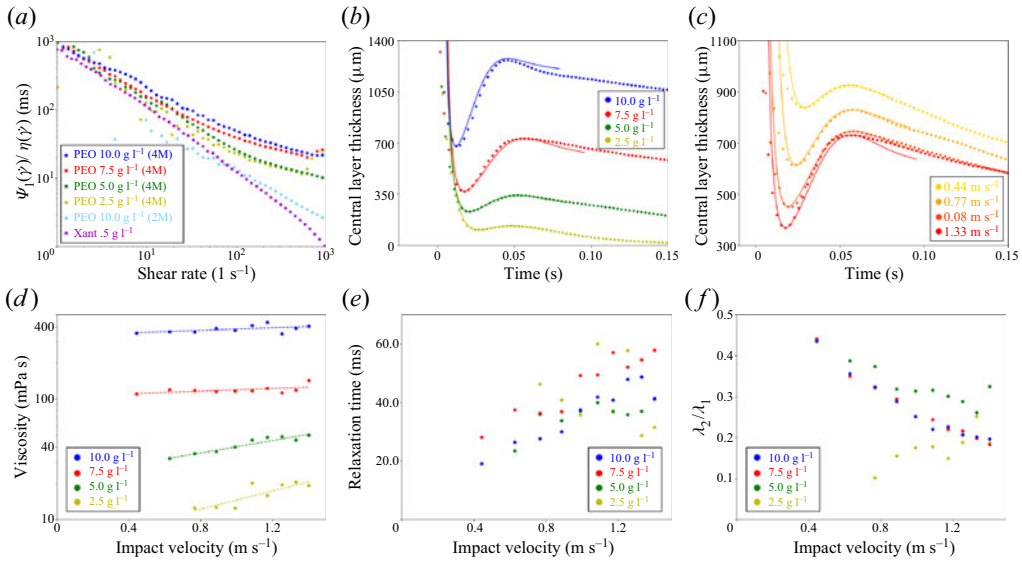 (a)
10³
10²
10¹
1
1
10¹
10²
10³
Ψ₁(γ̇)/ η(γ̇) (ms)
Shear rate (1 s⁻¹)
PEO 10.0 g l⁻¹ (4M)
PEO 7.5 g l⁻¹ (4M)
PEO 5.0 g l⁻¹ (4M)
PEO 2.5 g l⁻¹ (4M)
PEO 10.0 g l⁻¹ (2M)
Xant .5 g l⁻¹
(b)
1400
1050
700
350
0
0
0.05
0.10
0.15
Central layer thickness (μm)
Time (s)
10.0 g l⁻¹
7.5 g l⁻¹
5.0 g l⁻¹
2.5 g l⁻¹
(c)
1100
900
700
500
300
0
0.05
0.10
0.15
Central layer thickness (μm)
Time (s)
0.44 m s⁻¹
0.77 m s⁻¹
0.08 m s⁻¹
1.33 m s⁻¹
(d)
400
100
40
10
0
0.4
0.8
1.2
Viscosity (mPa s)
Impact velocity (m s⁻¹)
10.0 g l⁻¹
7.5 g l⁻¹
5.0 g l⁻¹
2.5 g l⁻¹
(e)
60.0
40.0
20.0
0
0.4
0.8
1.2
Relaxation time (ms)
Impact velocity (m s⁻¹)
10.0 g l⁻¹
7.5 g l⁻¹
5.0 g l⁻¹
2.5 g l⁻¹
(f)
0.5
0.4
0.3
0.2
0.1
0
0
0.4
0.8
1.2
λ₂/λ₁
Impact velocity (m s⁻¹)
10.0 g l⁻¹
7.5 g l⁻¹
5.0 g l⁻¹
2.5 g l⁻¹